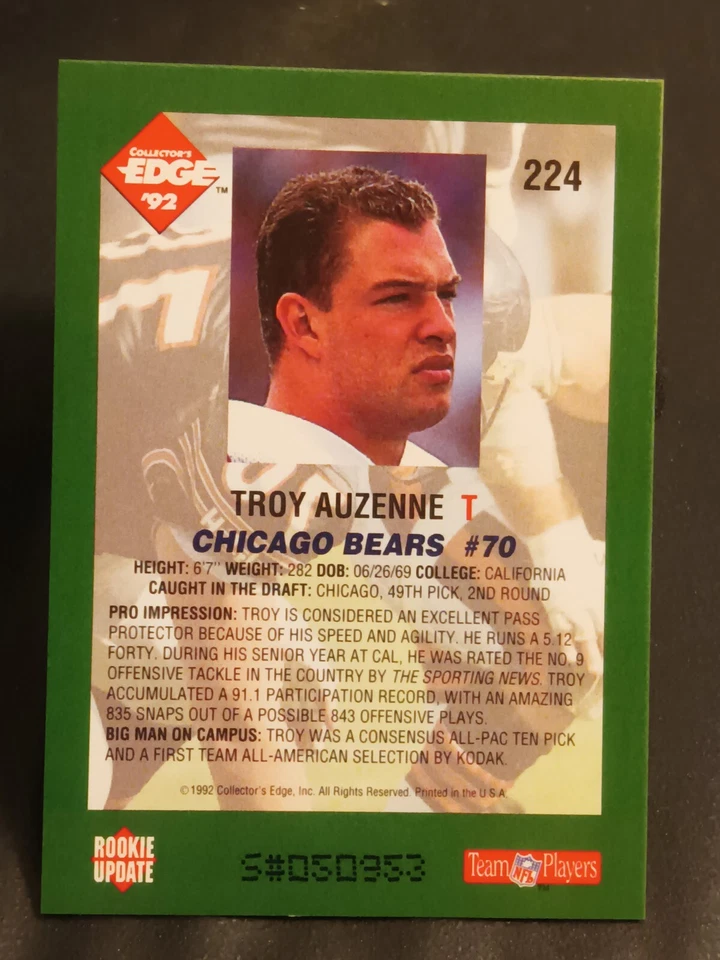 COLLECTOR'S
EDGE™
'92
224
TROY AUZENNE T
CHICAGO BEARS #70
HEIGHT: 6'7" WEIGHT: 282 DOB: 06/26/69 COLLEGE: CALIFORNIA
CAUGHT IN THE DRAFT: CHICAGO, 49TH PICK, 2ND ROUND
PRO IMPRESSION: TROY IS CONSIDERED AN EXCELLENT PASS
PROTECTOR BECAUSE OF HIS SPEED AND AGILITY. HE RUNS A 5.12
FORTY. DURING HIS SENIOR YEAR AT CAL, HE WAS RATED THE NO. 9
OFFENSIVE TACKLE IN THE COUNTRY BY THE SPORTING NEWS. TROY
ACCUMULATED A 91.1 PARTICIPATION RECORD, WITH AN AMAZING
835 SNAPS OUT OF A POSSIBLE 843 OFFENSIVE PLAYS.
BIG MAN ON CAMPUS: TROY WAS A CONSENSUS ALL-PAC TEN PICK
AND A FIRST TEAM ALL-AMERICAN SELECTION BY KODAK.
©1992 Collector's Edge, Inc. All Rights Reserved. Printed in the U.S.A.
ROOKIE
UPDATE
S#050353
Team NFL Players™